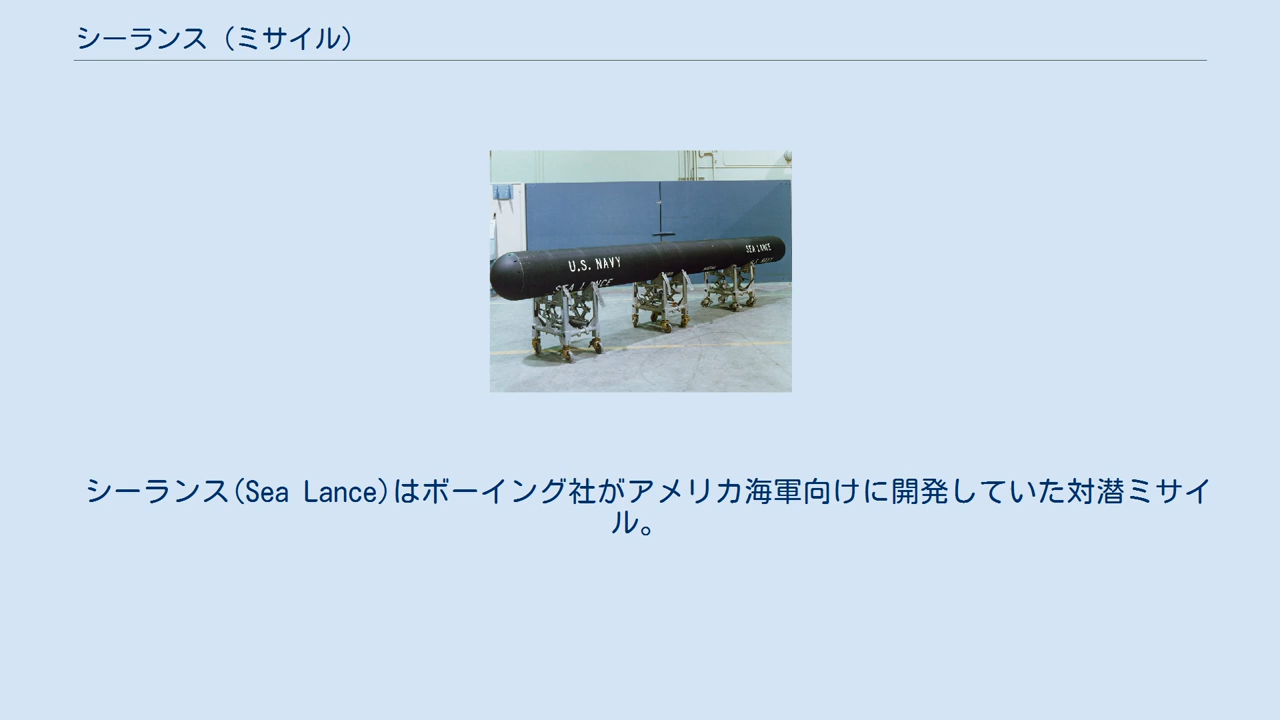 シーランス（ミサイル）
U.S. NAVY
SEA LANCE
SEA LANCE
シーランス(Sea Lance)はボーイング社がアメリカ海軍向けに開発していた対潜ミサイ
ル。